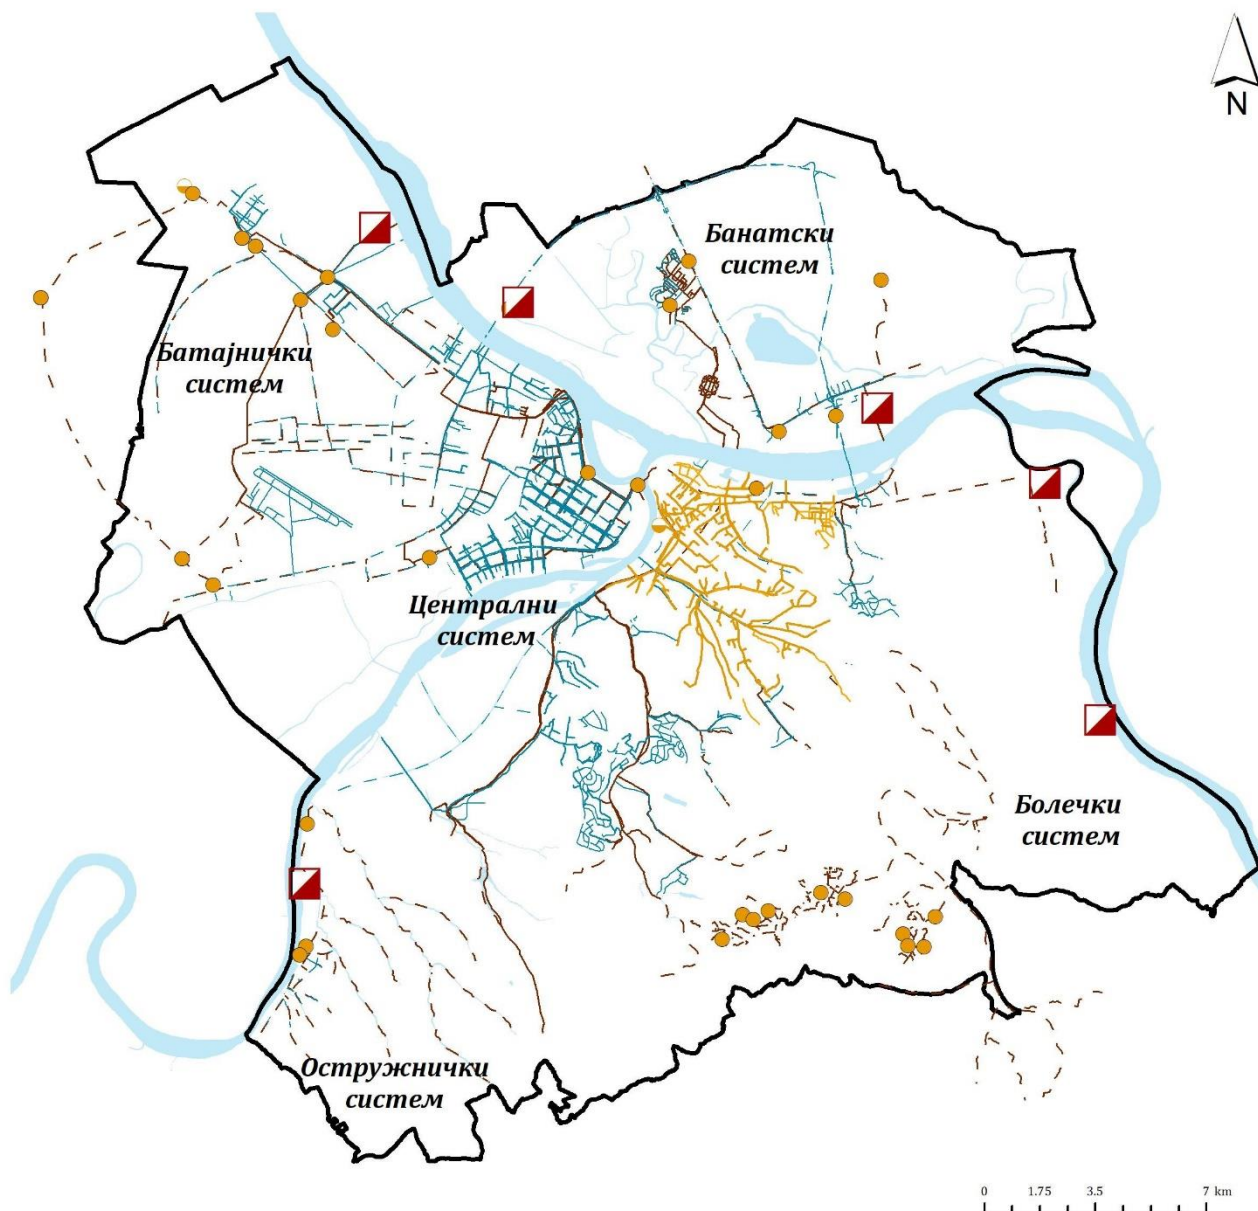 N
Банатски
систем
Батајнички
систем
Централни
систем
Болечки
систем
Остружнички
систем
0 1.75 3.5 7 km